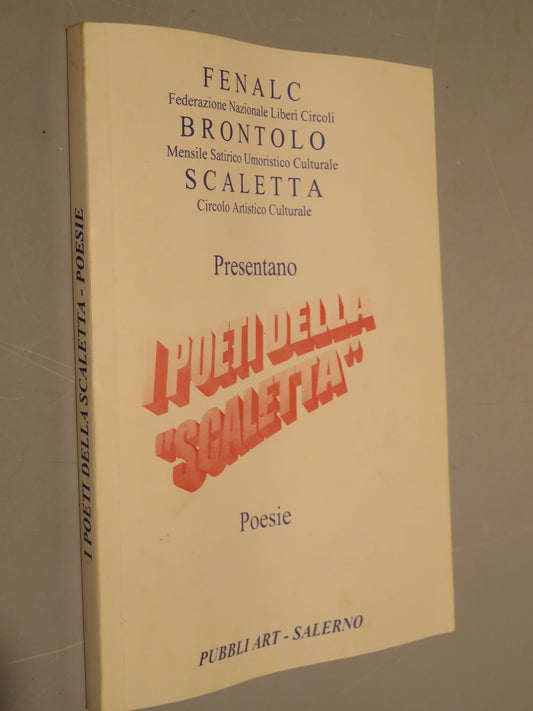 FENALC
Federazione Nazionale Liberi Circoli
BRONTOLO
Mensile Satirico Umoristico Culturale
SCALETTA
Circolo Artistico Culturale
Presentano
I POETI DELLA
"SCALETTA"
Poesie
PUBBLI ART - SALERNO
I POETI DELLA SCALETTA - POESIE